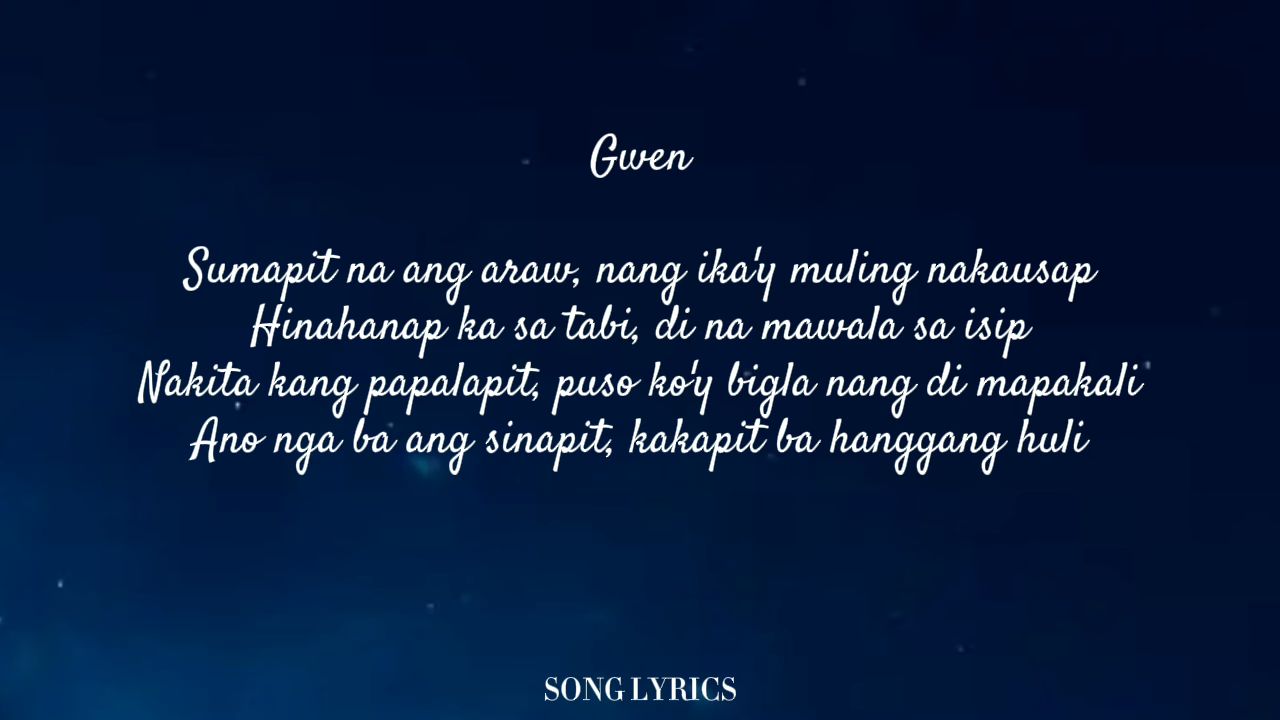 Gwen
Sumapit na ang araw, nang ika'y muling nakausap
Hinahanap ka sa tabi, di na mawala sa isip
Nakita kang papalapit, puso ko'y bigla nang di mapakali
Ano nga ba ang sinapit, kakapit ba hanggang huli
SONG LYRICS